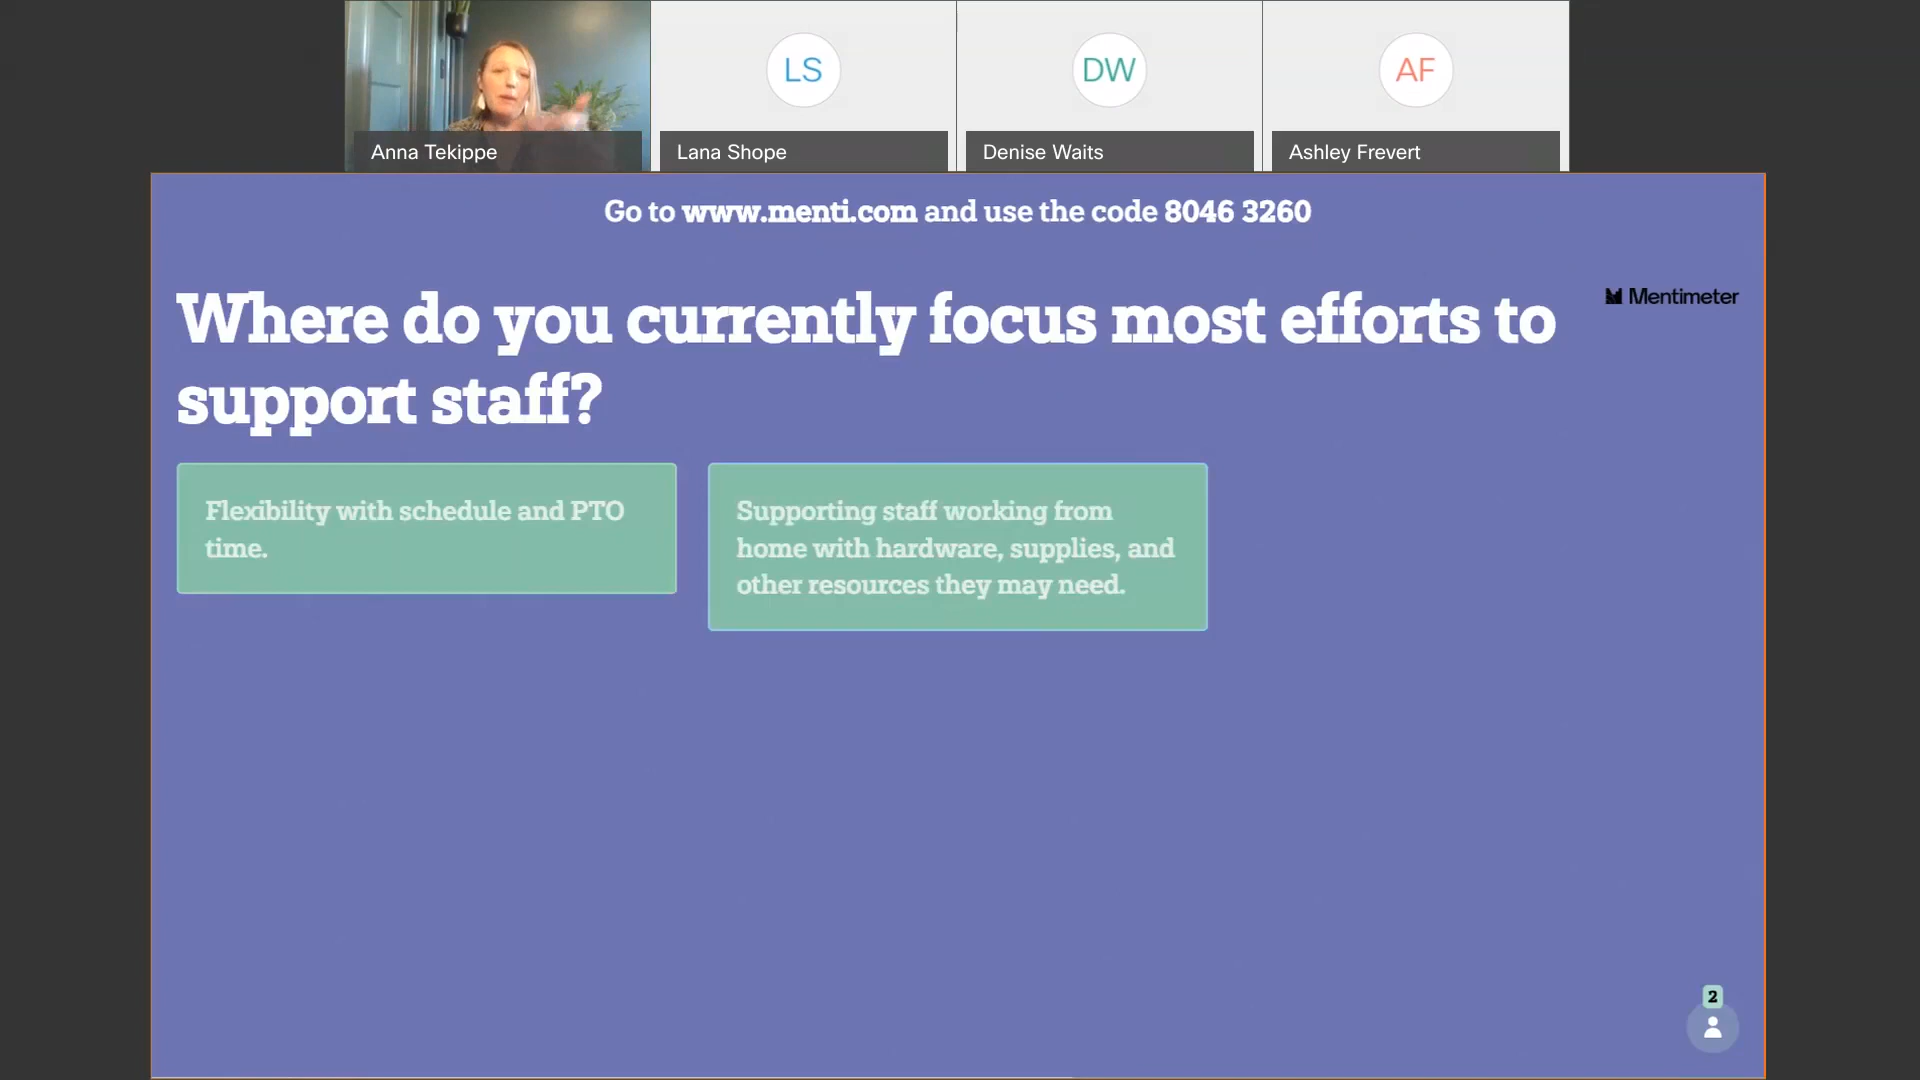 LS
DW
AF
Anna Tekippe
Lana Shope
Denise Waits
Ashley Frevert
Go to www.menti.com and use the code 8046 3260
Where do you currently focus most efforts to
support staff?
Mentimeter
Flexibility with schedule and PTO
time.
Supporting staff working from
home with hardware, supplies, and
other resources they may need.
2